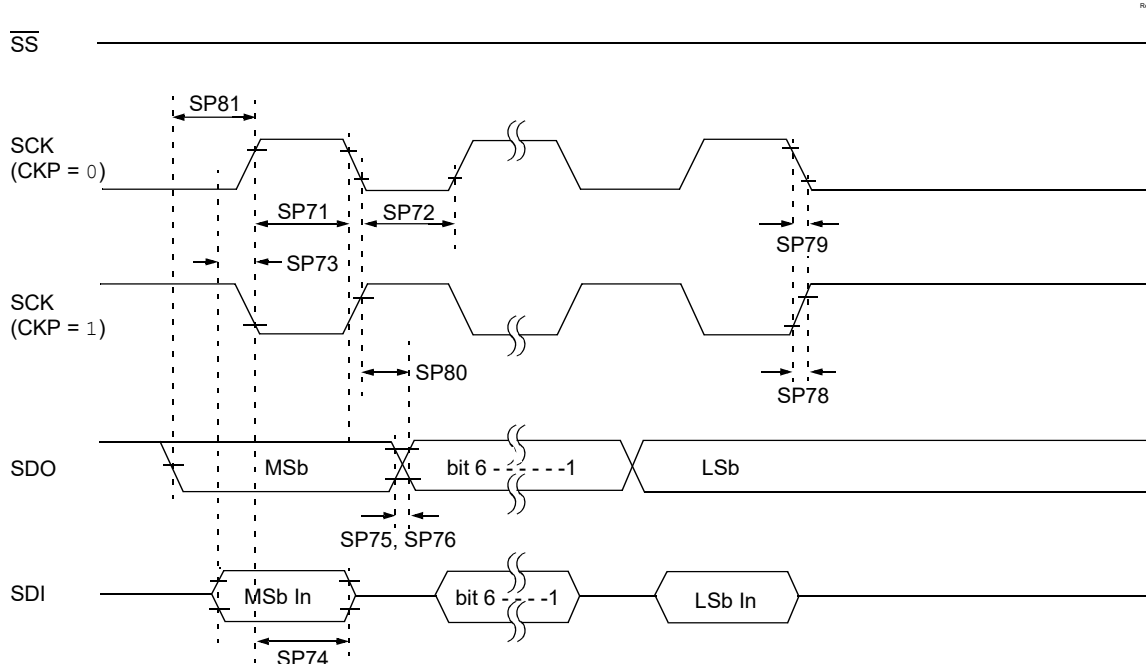 SS
SP81
SCK
(CKP = 0)
SP71
SP72
SP79
SP73
SCK
(CKP = 1)
SP80
SP78
SDO
MSb
bit 6 - - - - - - -1
LSb
SP75, SP76
SDI
MSb In
bit 6 - - - - -1
LSb In
SP74